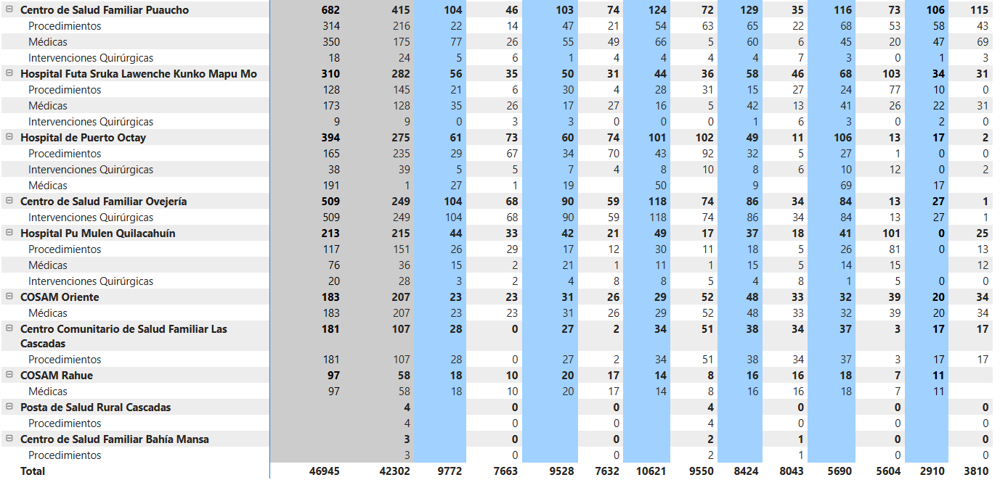 Centro de Salud Familiar Puaucho 682 415 104 46 103 74 124 72 129 35 116 73 106 115
Procedimientos 314 216 22 14 47 21 54 63 65 22 68 53 58 43
Médicas 350 175 77 26 55 49 66 5 60 6 45 20 47 69
Intervenciones Quirúrgicas 18 24 5 6 1 4 4 4 4 7 3 0 1 3
Hospital Futa Sruka Lawenche Kunko Mapu Mo 310 282 56 35 50 31 44 36 58 46 68 103 34 31
Procedimientos 128 145 21 6 30 4 28 31 15 27 24 77 10 0
Médicas 173 128 35 26 17 27 16 5 42 13 41 26 22 31
Intervenciones Quirúrgicas 9 9 0 3 3 0 0 0 1 6 3 0 2 0
Hospital de Puerto Octay 394 275 61 73 60 74 101 102 49 11 106 13 17 2
Procedimientos 165 235 29 67 34 70 43 92 32 5 27 1 0 0
Intervenciones Quirúrgicas 38 39 5 5 7 4 8 10 8 6 10 12 0 2
Médicas 191 1 27 1 19 50 9 69 17
Centro de Salud Familiar Ovejería 509 249 104 68 90 59 118 74 86 34 84 13 27 1
Intervenciones Quirúrgicas 509 249 104 68 90 59 118 74 86 34 84 13 27 1
Hospital Pu Mulen Quilacahuín 213 215 44 33 42 21 49 17 37 18 41 101 0 25
Procedimientos 117 151 26 29 17 12 30 11 18 5 26 81 0 13
Médicas 76 36 15 2 21 1 11 1 15 5 14 15 12
Intervenciones Quirúrgicas 20 28 3 2 4 8 8 5 4 8 1 5 0 0
COSAM Oriente 183 207 23 23 31 26 29 52 48 33 32 39 20 34
Médicas 183 207 23 23 31 26 29 52 48 33 32 39 20 34
Centro Comunitario de Salud Familiar Las 181 107 28 0 27 2 34 51 38 34 37 3 17 17
Cascadas
Procedimientos 181 107 28 0 27 2 34 51 38 34 37 3 17 17
COSAM Rahue 97 58 18 10 20 17 14 8 16 16 18 7 11
Médicas 97 58 18 10 20 17 14 8 16 16 18 7 11
Posta de Salud Rural Cascadas 4 0 0 4 0 0 0
Procedimientos 4 0 0 4 0 0 0
Centro de Salud Familiar Bahía Mansa 3 0 0 2 1 0 0
Procedimientos 3 0 0 2 1 0 0
Total 46945 42302 9772 7663 9528 7632 10621 9550 8424 8043 5690 5604 2910 3810